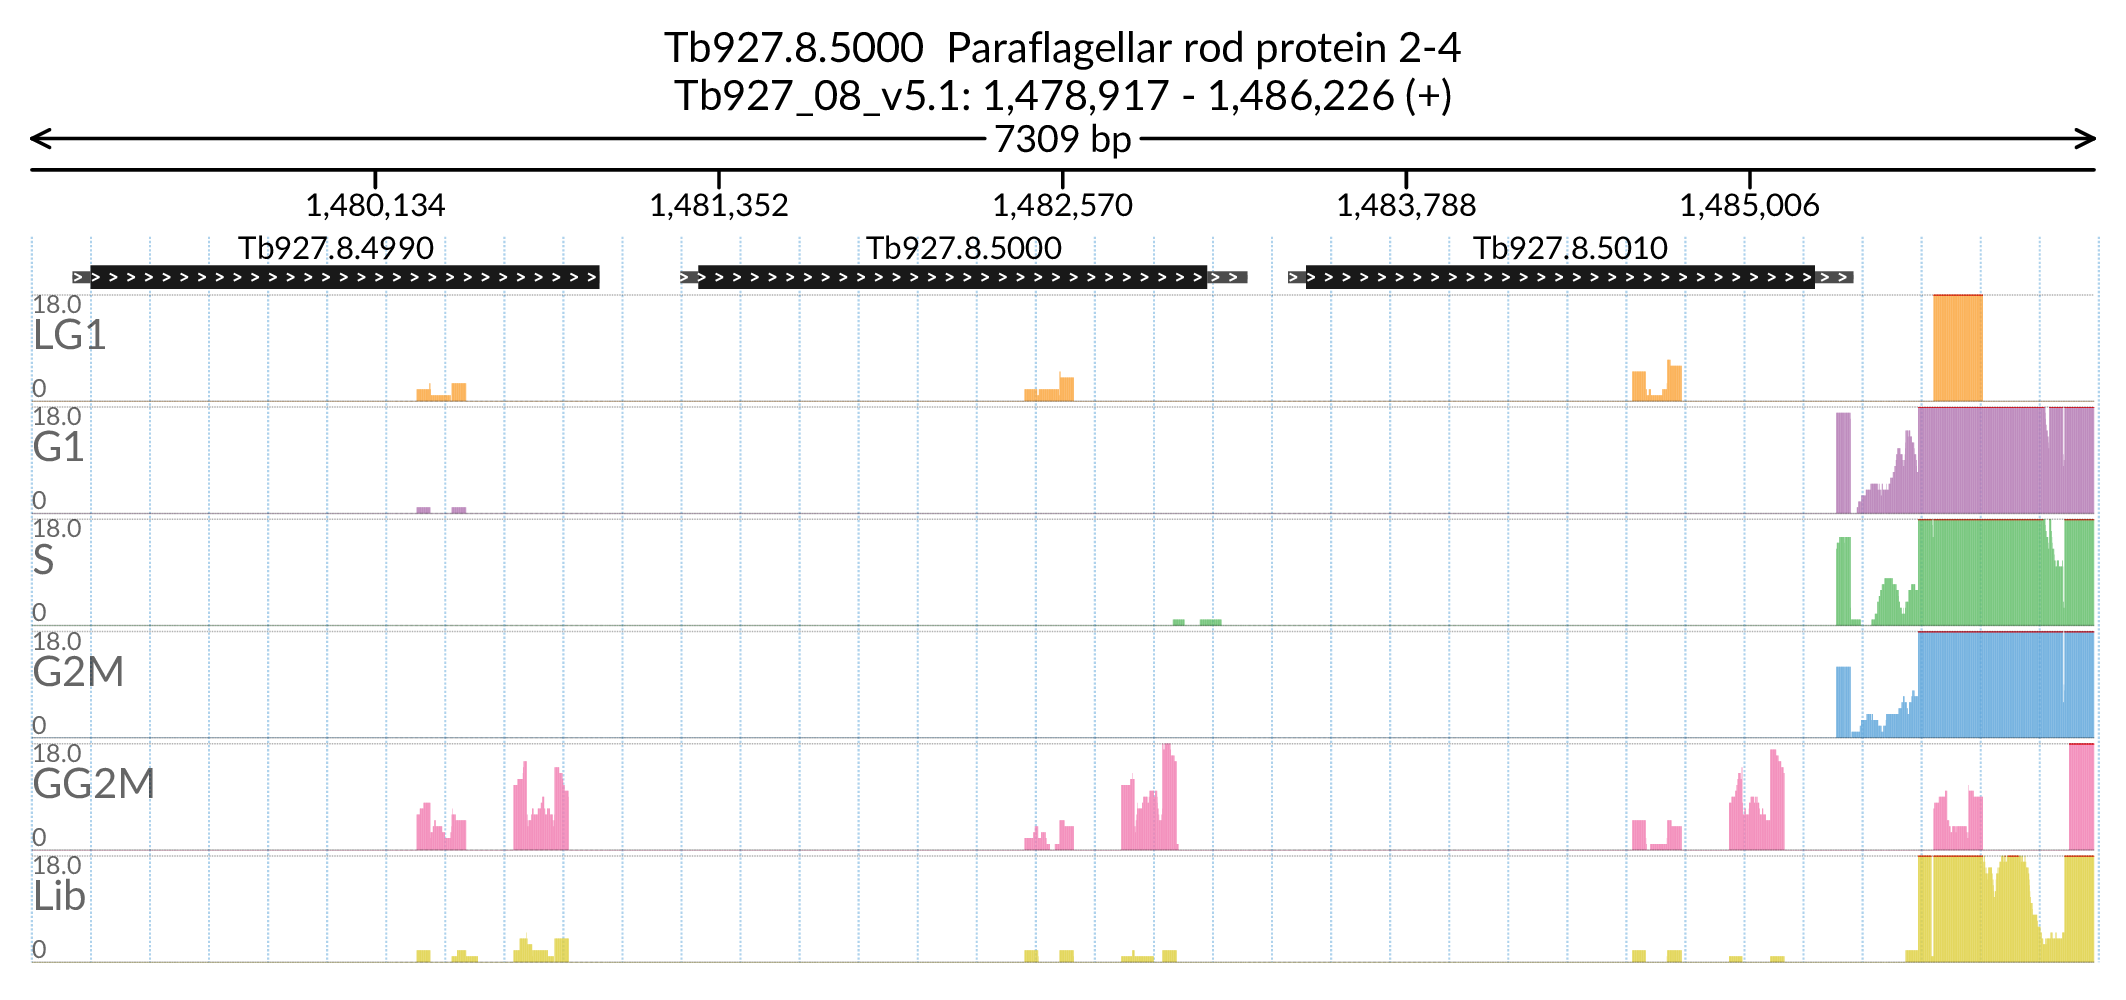 Tb927.8.5000  Paraflagellar rod protein 2-4
Tb927_08_v5.1: 1,478,917 - 1,486,226 (+)
7309 bp
1,480,134 1,481,352 1,482,570 1,483,788 1,485,006
Tb927.8.4990 Tb927.8.5000 Tb927.8.5010
18.0
LG1
0
18.0
G1
0
18.0
S
0
18.0
G2M
0
18.0
GG2M
0
18.0
Lib
0